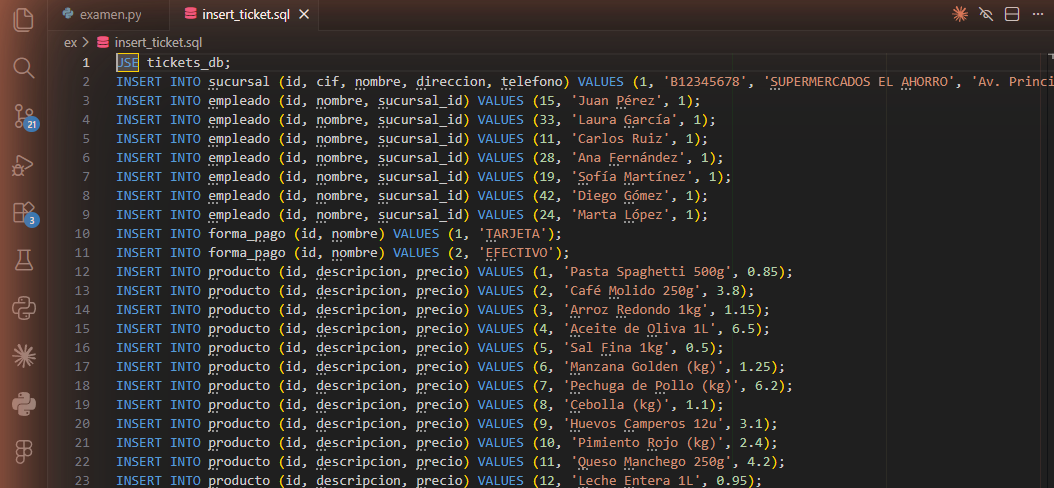 examen.py
insert_ticket.sql
ex > insert_ticket.sql
1 USE tickets_db;
2 INSERT INTO sucursal (id, cif, nombre, direccion, telefono) VALUES (1, 'B12345678', 'SUPERMERCADOS EL AHORRO', 'Av. Princi
3 INSERT INTO empleado (id, nombre, sucursal_id) VALUES (15, 'Juan Pérez', 1);
4 INSERT INTO empleado (id, nombre, sucursal_id) VALUES (33, 'Laura García', 1);
5 INSERT INTO empleado (id, nombre, sucursal_id) VALUES (11, 'Carlos Ruiz', 1);
6 INSERT INTO empleado (id, nombre, sucursal_id) VALUES (28, 'Ana Fernández', 1);
7 INSERT INTO empleado (id, nombre, sucursal_id) VALUES (19, 'Sofía Martínez', 1);
8 INSERT INTO empleado (id, nombre, sucursal_id) VALUES (42, 'Diego Gómez', 1);
9 INSERT INTO empleado (id, nombre, sucursal_id) VALUES (24, 'Marta López', 1);
10 INSERT INTO forma_pago (id, nombre) VALUES (1, 'TARJETA');
11 INSERT INTO forma_pago (id, nombre) VALUES (2, 'EFECTIVO');
12 INSERT INTO producto (id, descripcion, precio) VALUES (1, 'Pasta Spaghetti 500g', 0.85);
13 INSERT INTO producto (id, descripcion, precio) VALUES (2, 'Café Molido 250g', 3.8);
14 INSERT INTO producto (id, descripcion, precio) VALUES (3, 'Arroz Redondo 1kg', 1.15);
15 INSERT INTO producto (id, descripcion, precio) VALUES (4, 'Aceite de Oliva 1L', 6.5);
16 INSERT INTO producto (id, descripcion, precio) VALUES (5, 'Sal Fina 1kg', 0.5);
17 INSERT INTO producto (id, descripcion, precio) VALUES (6, 'Manzana Golden (kg)', 1.25);
18 INSERT INTO producto (id, descripcion, precio) VALUES (7, 'Pechuga de Pollo (kg)', 6.2);
19 INSERT INTO producto (id, descripcion, precio) VALUES (8, 'Cebolla (kg)', 1.1);
20 INSERT INTO producto (id, descripcion, precio) VALUES (9, 'Huevos Camperos 12u', 3.1);
21 INSERT INTO producto (id, descripcion, precio) VALUES (10, 'Pimiento Rojo (kg)', 2.4);
22 INSERT INTO producto (id, descripcion, precio) VALUES (11, 'Queso Manchego 250g', 4.2);
23 INSERT INTO producto (id, descripcion, precio) VALUES (12, 'Leche Entera 1L', 0.95);
21
3